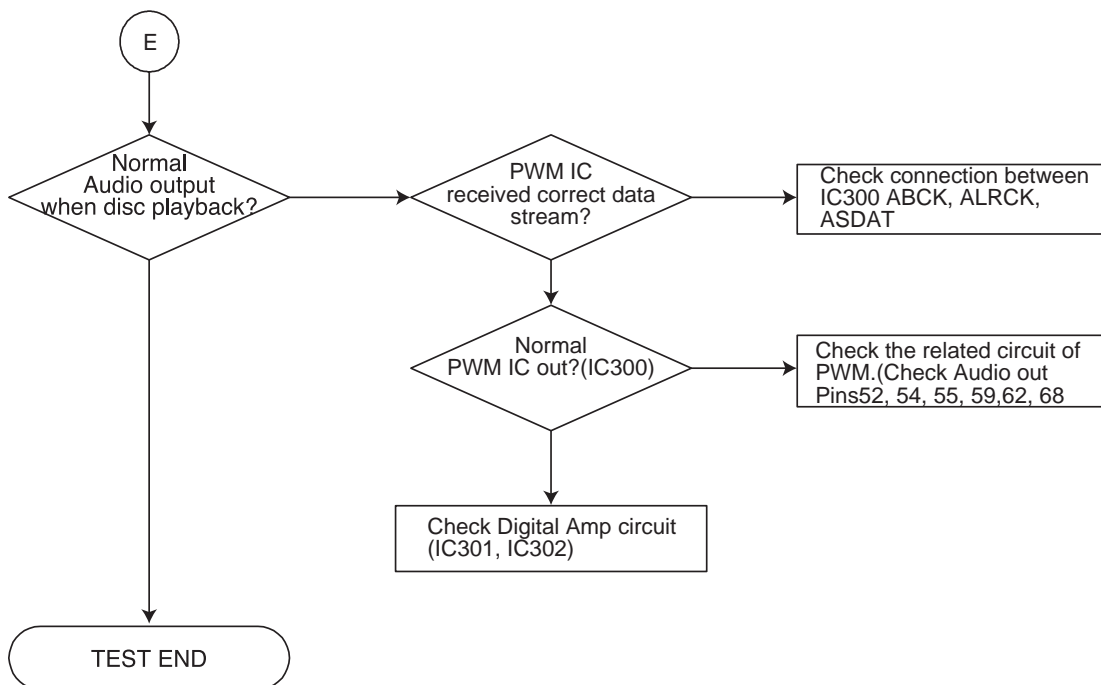 E
Normal
Audio output
when disc playback?
PWM IC
received correct data
stream?
Check connection between
IC300 ABCK, ALRCK,
ASDAT
Normal
PWM IC out?(IC300)
Check the related circuit of
PWM.(Check Audio out
Pins52, 54, 55, 59,62, 68
Check Digital Amp circuit
(IC301, IC302)
TEST END